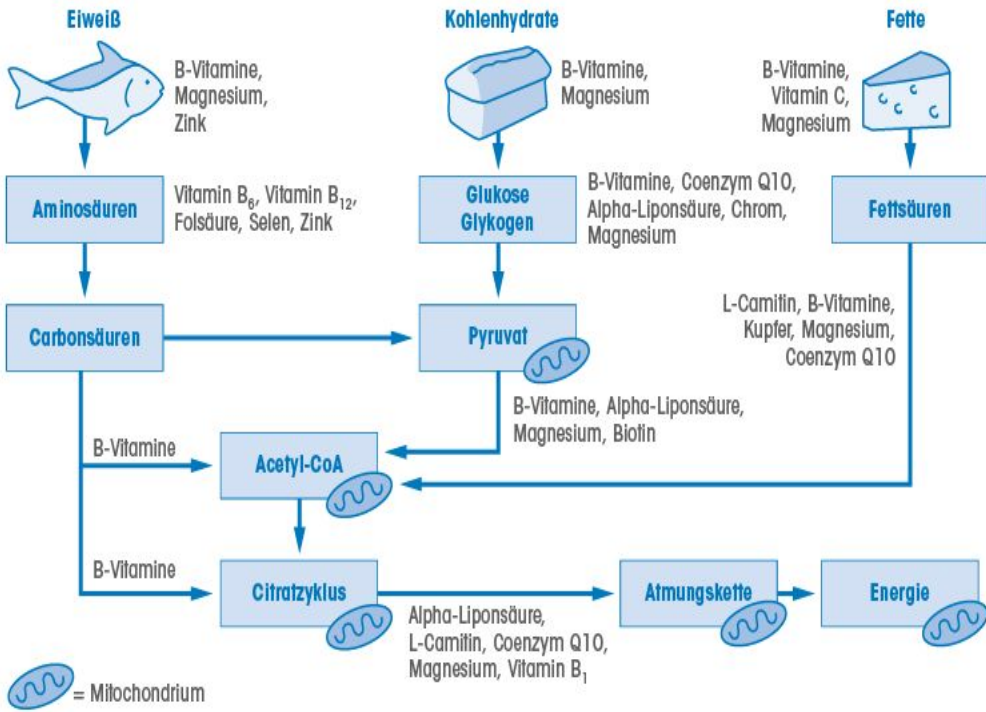 Eiweiß
Kohlenhydrate
Fette
B-Vitamine,
Magnesium,
Zink
B-Vitamine,
Magnesium
B-Vitamine,
Vitamin C,
Magnesium
Aminosäuren
Vitamin B₆, Vitamin B₁₂,
Folsäure, Selen, Zink
Glukose
Glykogen
B-Vitamine, Coenzym Q10,
Alpha-Liponsäure, Chrom,
Magnesium
Fettsäuren
Carbonsäuren
Pyruvat
L-Camitin, B-Vitamine,
Kupfer, Magnesium,
Coenzym Q10
B-Vitamine, Alpha-Liponsäure,
Magnesium, Biotin
B-Vitamine
Acetyl-CoA
B-Vitamine
Citratzyklus
Atmungskette
Energie
Alpha-Liponsäure,
L-Camitin, Coenzym Q10,
Magnesium, Vitamin B₁
= Mitochondrium